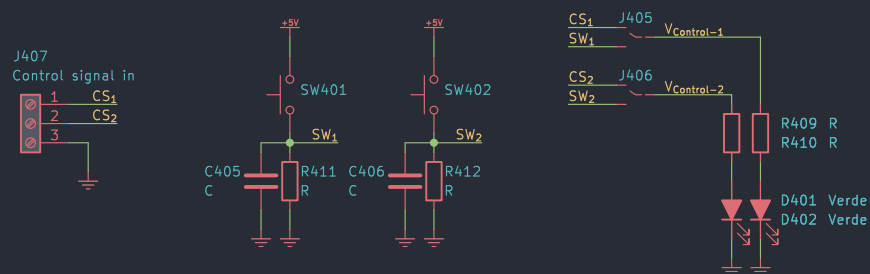 J407
Control signal in
1 CS1
2 CS2
3
+5V
SW401
SW1
C405
C
R411
R
+5V
SW402
SW2
C406
C
R412
R
CS1
SW1
J405
VControl-1
CS2
SW2
J406
VControl-2
R409 R
R410 R
D401 Verde
D402 Verde